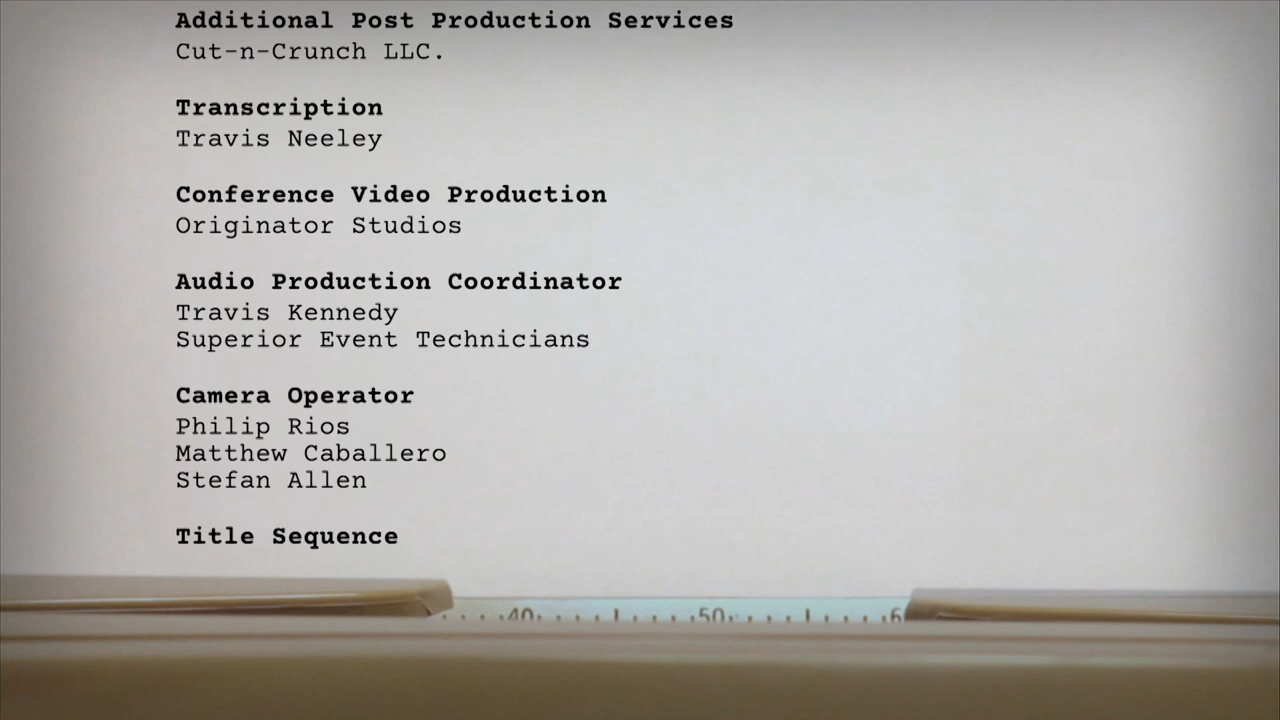 Additional Post Production Services
Cut-n-Crunch LLC.
Transcription
Travis Neeley
Conference Video Production
Originator Studios
Audio Production Coordinator
Travis Kennedy
Superior Event Technicians
Camera Operator
Philip Rios
Matthew Caballero
Stefan Allen
Title Sequence
40 50 6